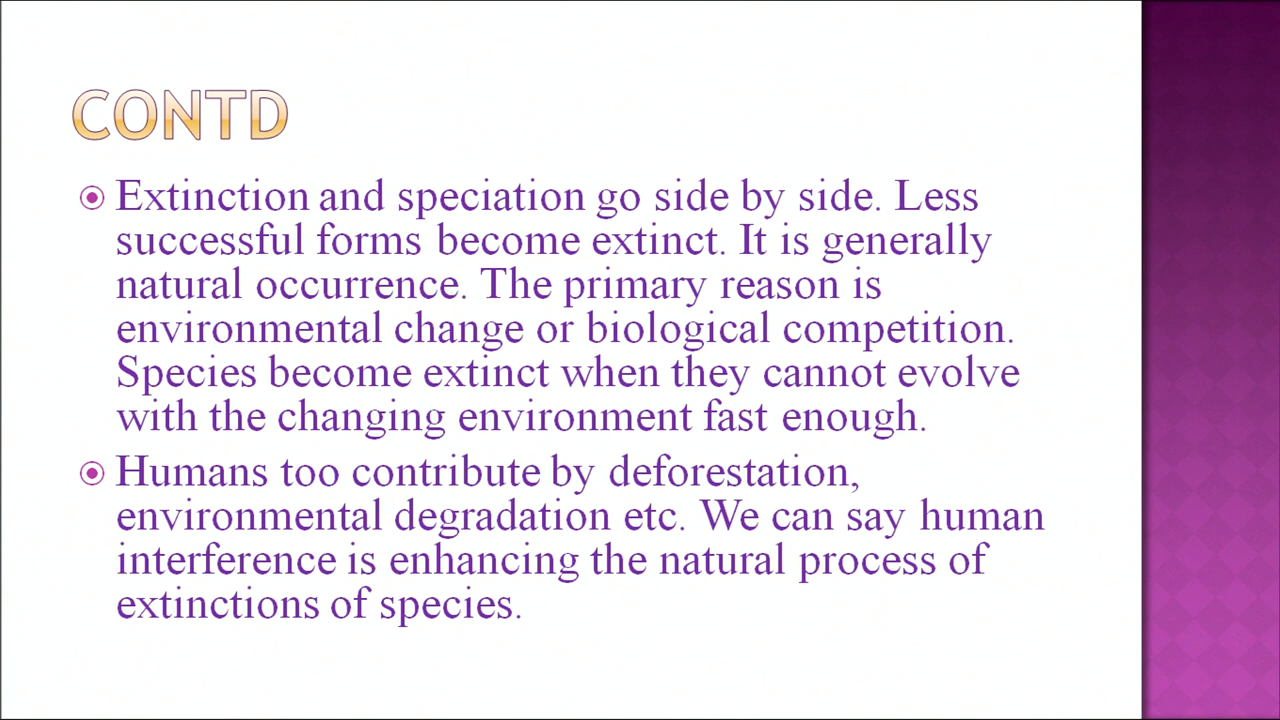 CONTD
Extinction and speciation go side by side. Less
successful forms become extinct. It is generally
natural occurrence. The primary reason is
environmental change or biological competition.
Species become extinct when they cannot evolve
with the changing environment fast enough.
Humans too contribute by deforestation,
environmental degradation etc. We can say human
interference is enhancing the natural process of
extinctions of species.